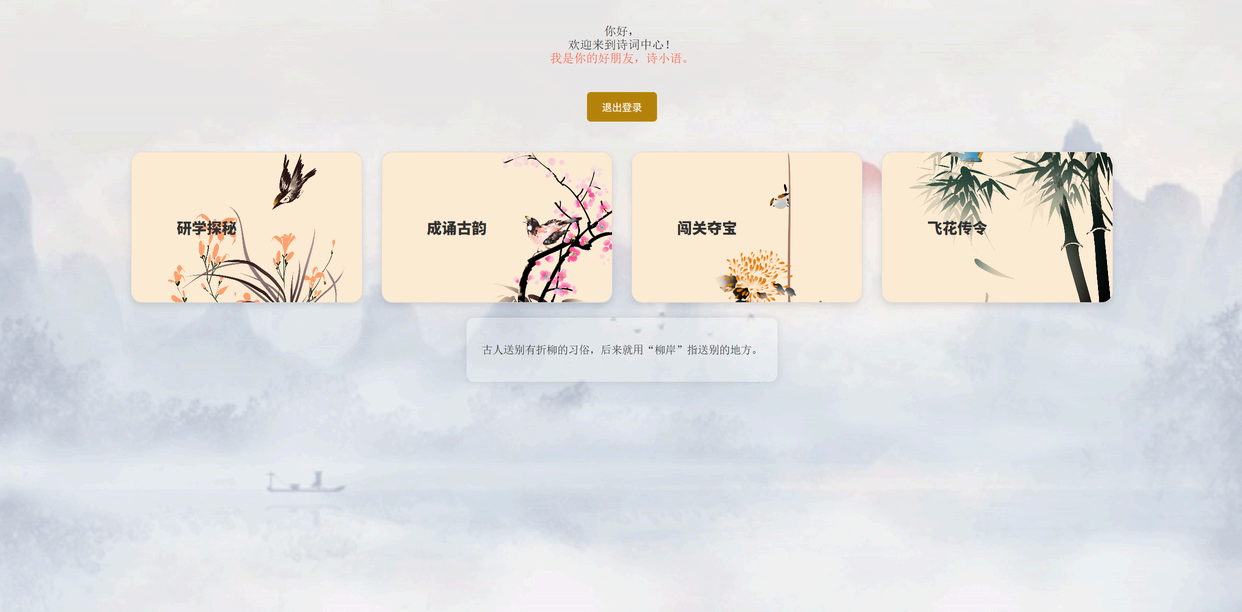 你好，
欢迎来到诗词中心！
我是你的好朋友，诗小语。
退出登录
研学探秘
成诵古韵
闯关夺宝
飞花传令
古人送别有折柳的习俗，后来就用“柳岸”指送别的地方。